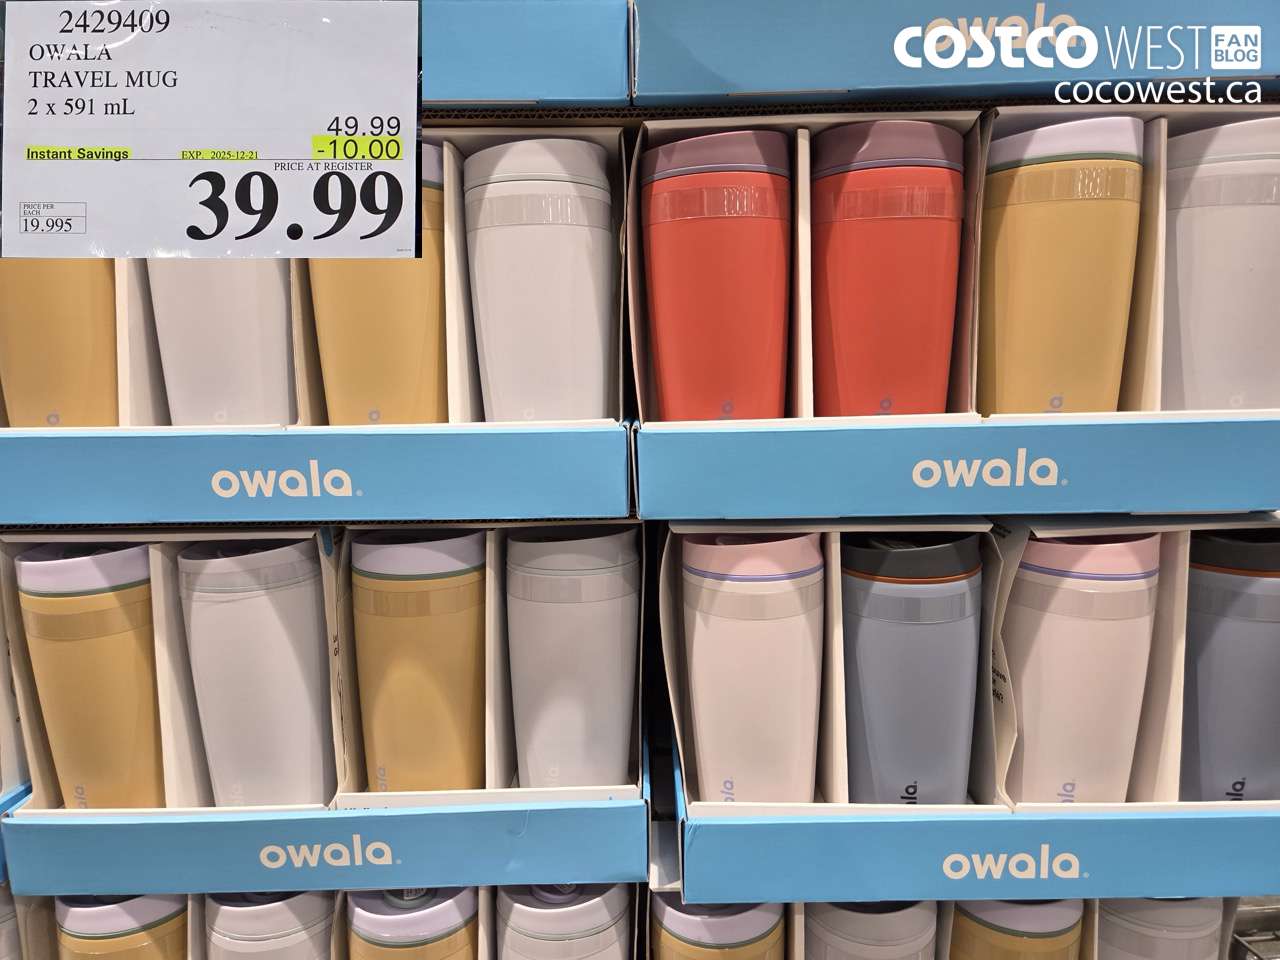 2429409
OWALA
TRAVEL MUG
2 x 591 mL
49.99
Instant Savings EXP. 2025-12-21 -10.00
PRICE AT REGISTER
39.99
PRICE PER
EACH
19.995
owala
COSTCO WEST FAN BLOG
cocowest.ca
owala®
owala®
owala®
owala®